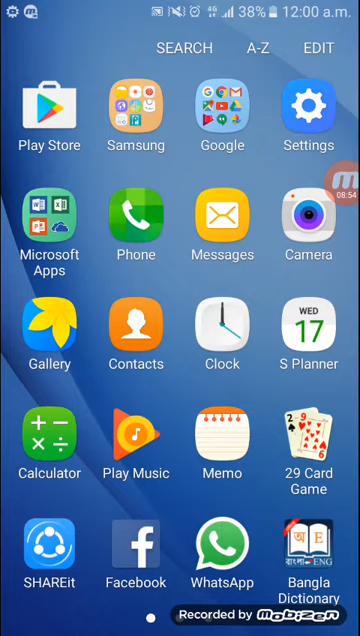 4G 38% 12:00 a.m.
SEARCH A-Z EDIT
Play Store Samsung Google Settings
08:54
Microsoft Apps Phone Messages Camera
WED
17
Gallery Contacts Clock S Planner
Calculator Play Music Memo 29 Card Game
অ E
বাংলা ENG
SHAREit Facebook WhatsApp Bangla Dictionary
Recorded by mobizen